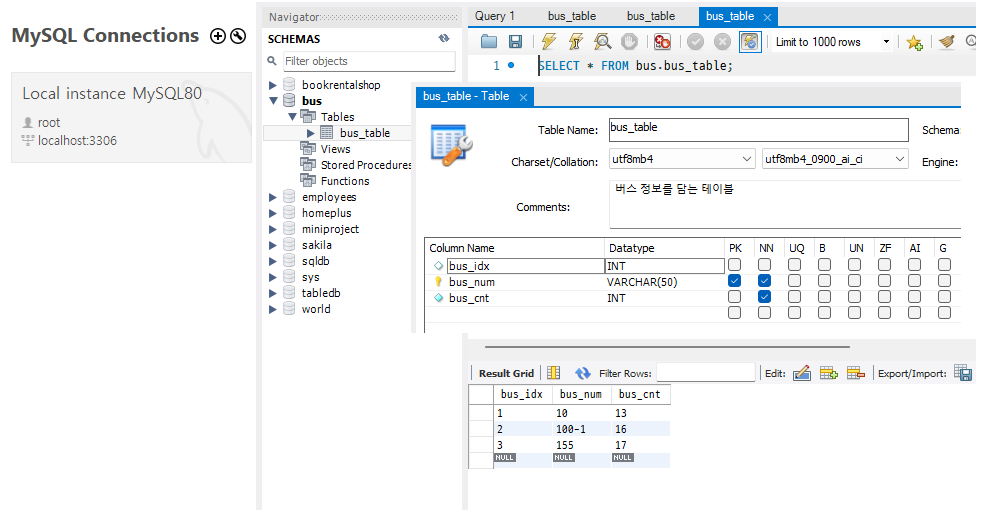 MySQL Connections
Local instance MySQL80
root
localhost:3306
Navigator
SCHEMAS
Filter objects
bookrentalshop
bus
Tables
bus_table
Views
Stored Procedures
Functions
employees
homeplus
miniproject
sakila
sqldb
sys
tabledb
world
Query 1 bus_table bus_table bus_table
Limit to 1000 rows
1 SELECT * FROM bus.bus_table;
bus_table - Table
Table Name: bus_table Schema:
Charset/Collation: utf8mb4 utf8mb4_0900_ai_ci Engine:
Comments: 버스 정보를 담는 테이블
Column Name Datatype PK NN UQ B UN ZF AI G
bus_idx INT
bus_num VARCHAR(50)
bus_cnt INT
Result Grid Filter Rows: Edit: Export/Import:
bus_idx bus_num bus_cnt
1 10 13
2 100-1 16
3 155 17
NULL NULL NULL